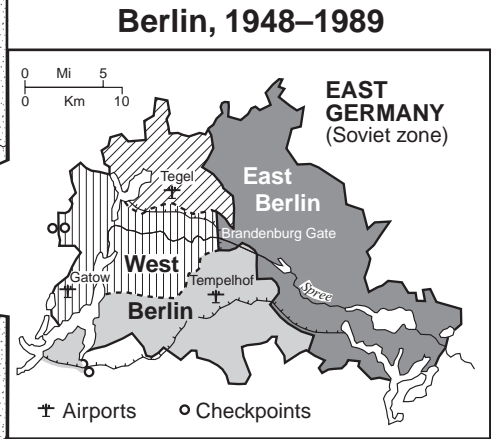 Berlin, 1948–1989
0 Mi 5
0 Km 10
EAST
GERMANY
(Soviet zone)
Tegel
East
Berlin
Brandenburg Gate
West
Gatow
Tempelhof
Berlin
Spree
Airports
Checkpoints